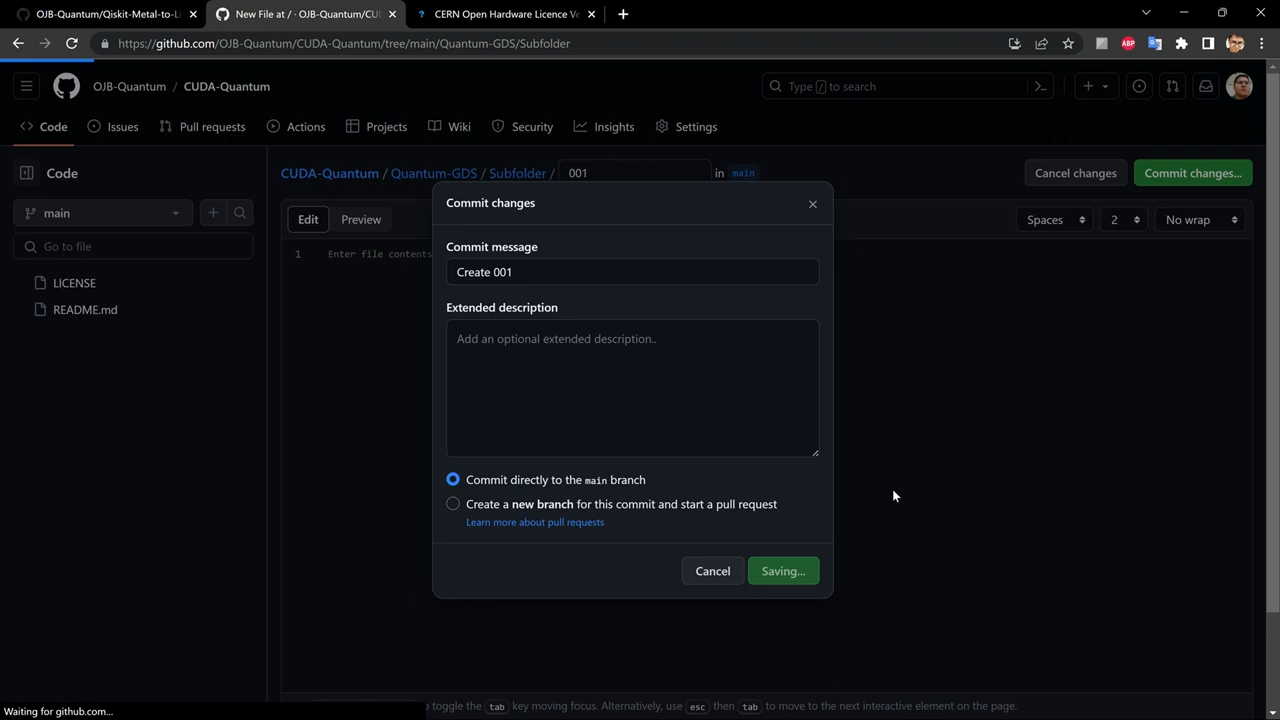 OJB-Quantum/Qiskit-Metal-to-Li
New File at / · OJB-Quantum/CU
CERN Open Hardware Licence Ve
https://github.com/OJB-Quantum/CUDA-Quantum/tree/main/Quantum-GDS/Subfolder
ABP
OJB-Quantum / CUDA-Quantum
Type / to search
Code
Issues
Pull requests
Actions
Projects
Wiki
Security
Insights
Settings
Code
CUDA-Quantum / Quantum-GDS / Subfolder / 001 in main
Cancel changes
Commit changes...
main
Edit
Preview
Spaces
2
No wrap
Go to file
1 Enter file contents
LICENSE
README.md
Commit changes
Commit message
Create 001
Extended description
Add an optional extended description..
Commit directly to the main branch
Create a new branch for this commit and start a pull request
Learn more about pull requests
Cancel
Saving...
to toggle the tab key moving focus. Alternatively, use esc then tab to move to the next interactive element on the page.
Waiting for github.com...